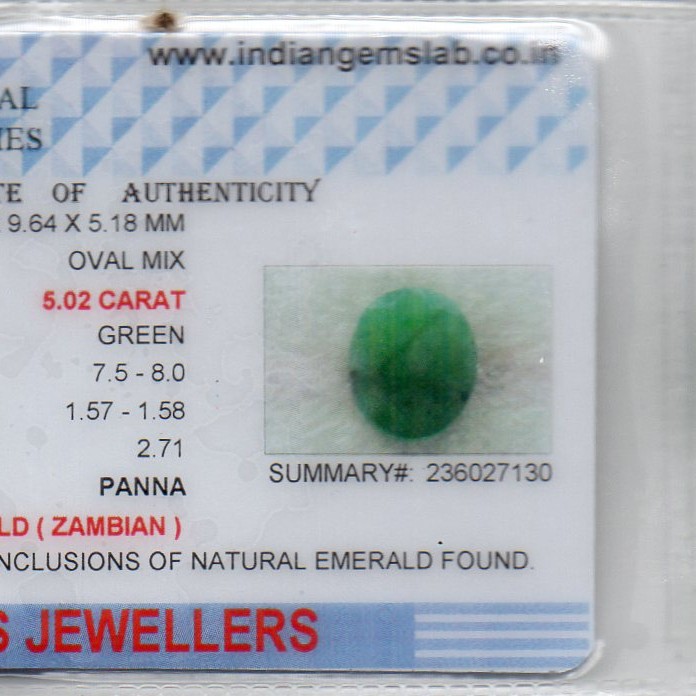 www.indiangemslab.co.in
AL
IES
TE OF AUTHENTICITY
9.64 X 5.18 MM
OVAL MIX
5.02 CARAT
GREEN
7.5 - 8.0
1.57 - 1.58
2.71
PANNA
SUMMARY#: 236027130
LD ( ZAMBIAN )
NCLUSIONS OF NATURAL EMERALD FOUND.
S JEWELLERS